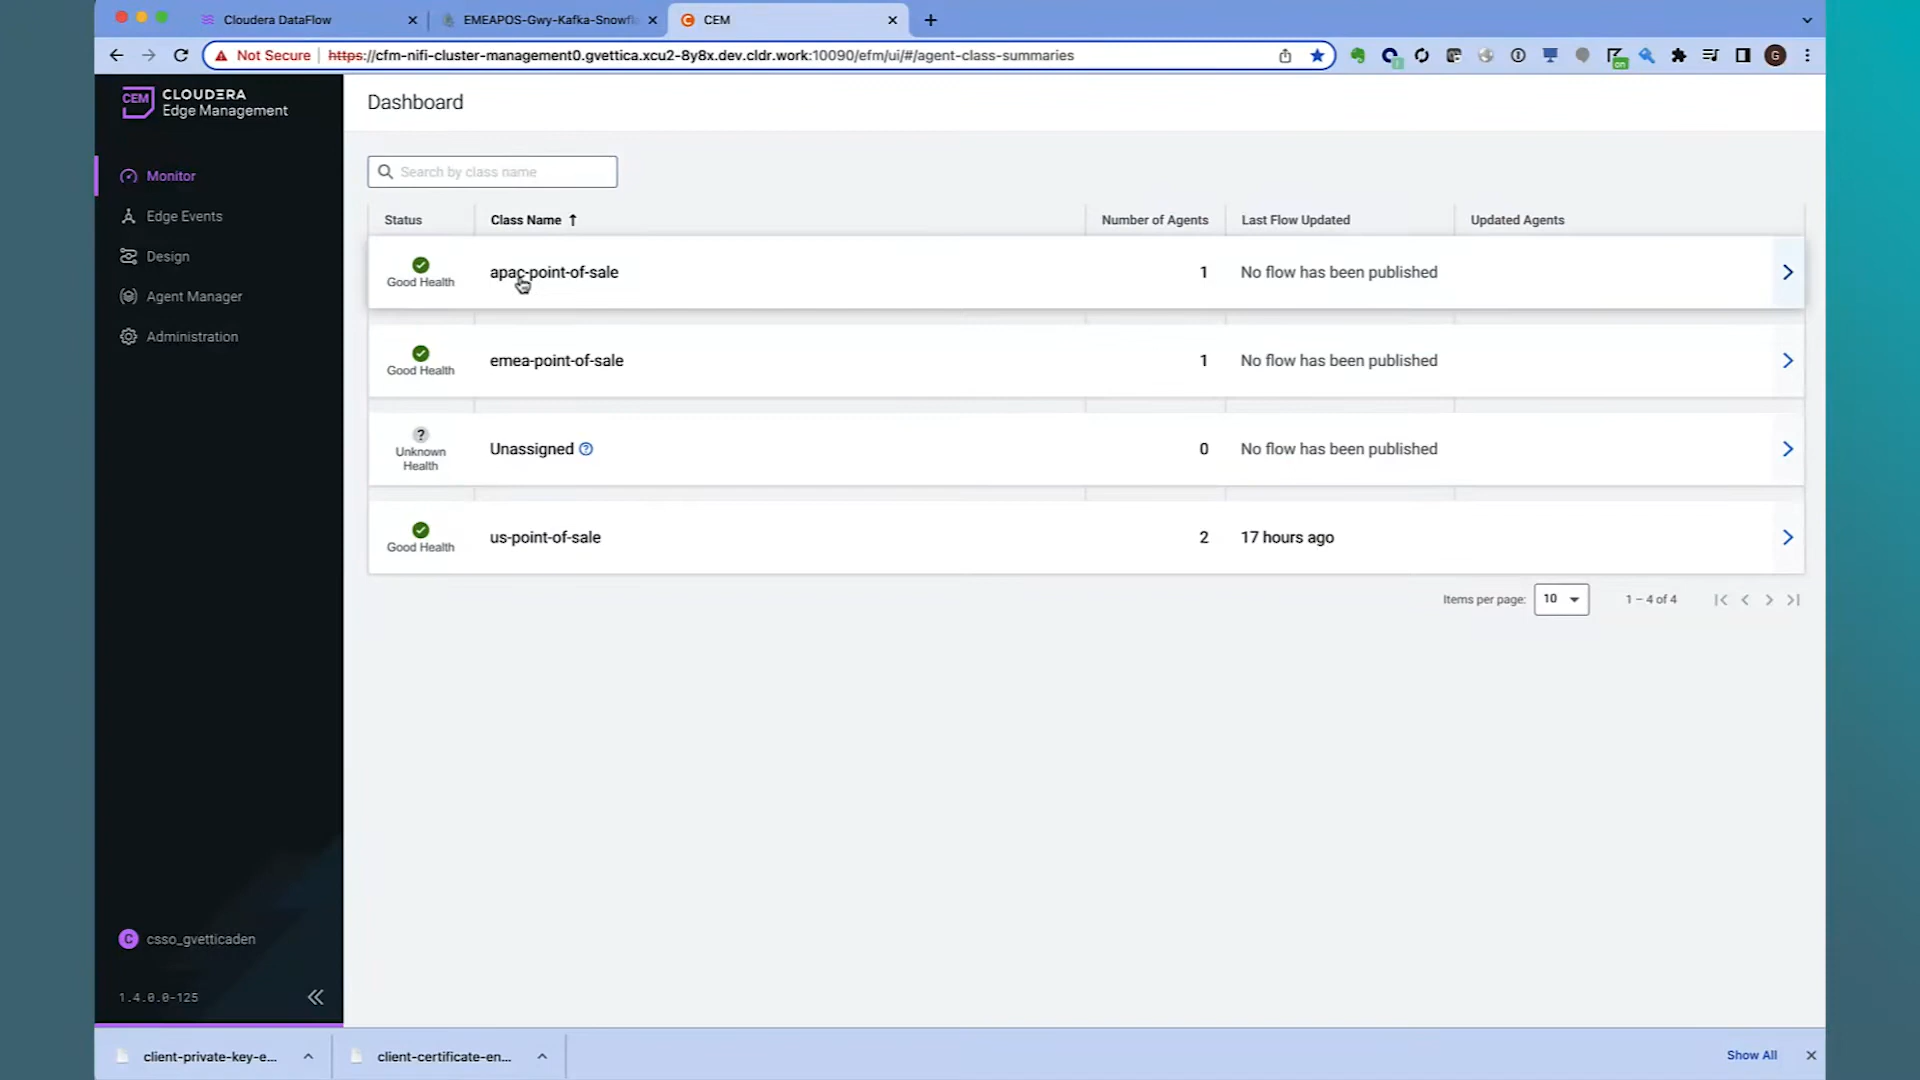 Cloudera DataFlow
EMEAPOS-Gwy-Kafka-Snowfl
CEM
Not Secure
https://cfm-nifi-cluster-management0.gvettica.xcu2-8y8x.dev.cldr.work:10090/efm/ui/#/agent-class-summaries
G
on
CEM
CLOUDERA
Edge Management
Dashboard
Monitor
Edge Events
Design
Agent Manager
Administration
Search by class name
Status
Class Name
Number of Agents
Last Flow Updated
Updated Agents
Good Health
apac-point-of-sale
1
No flow has been published
Good Health
emea-point-of-sale
1
No flow has been published
Unknown
Health
Unassigned
0
No flow has been published
Good Health
us-point-of-sale
2
17 hours ago
Items per page:
10
1 – 4 of 4
C
csso_gvetticaden
1.4.0.0-125
client-private-key-e...
client-certificate-en...
Show All